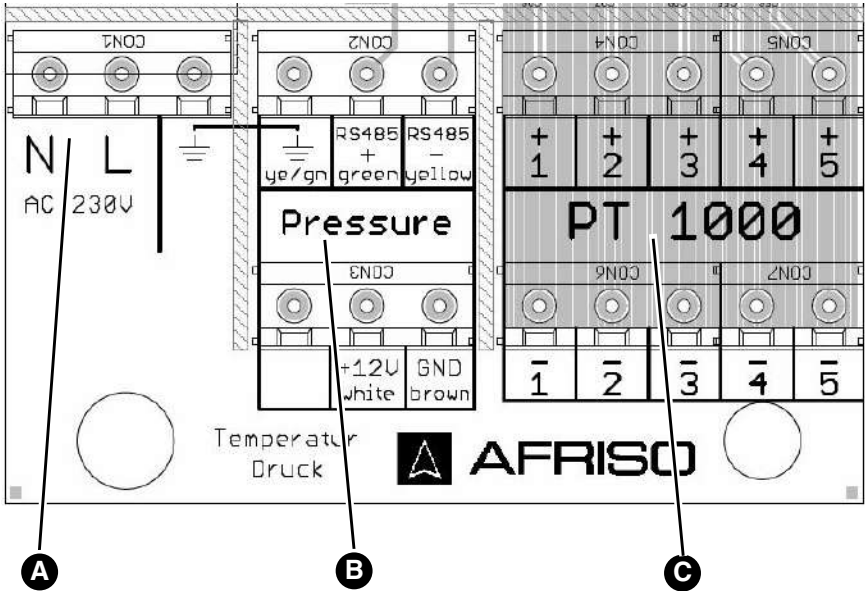 CON1
CON2
CON4
CON5
N L
AC 230V
ye/gn
RS485
+
green
RS485
-
yellow
+
1
+
2
+
3
+
4
+
5
Pressure
PT 1000
CON3
CON6
CON7
+12V
white
GND
brown
-
1
-
2
-
3
-
4
-
5
Temperatur
Druck
AFRISO
A
B
C